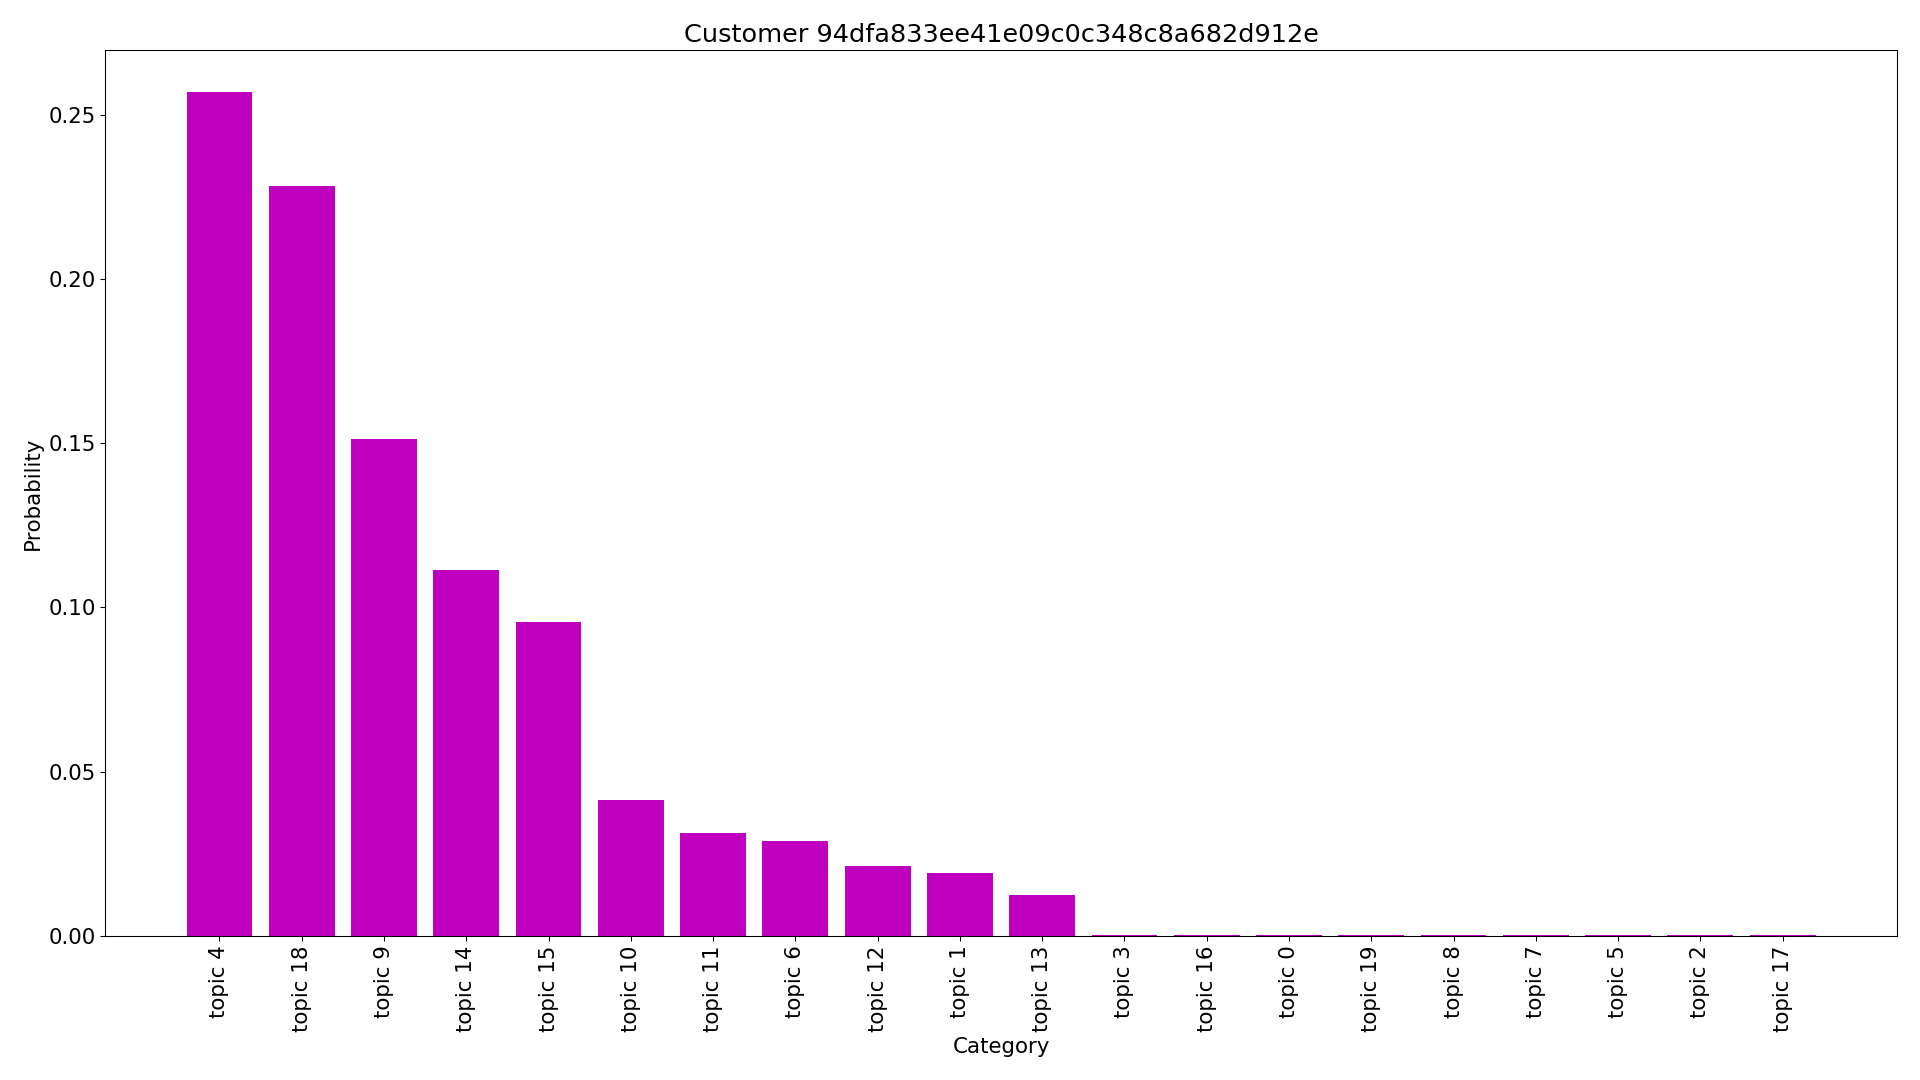 Customer 94dfa833ee41e09c0c348c8a682d912e
Probability
0.25
0.20
0.15
0.10
0.05
0.00
topic 4
topic 18
topic 9
topic 14
topic 15
topic 10
topic 11
topic 6
topic 12
topic 1
topic 13
topic 3
topic 16
topic 0
topic 19
topic 8
topic 7
topic 5
topic 2
topic 17
Category